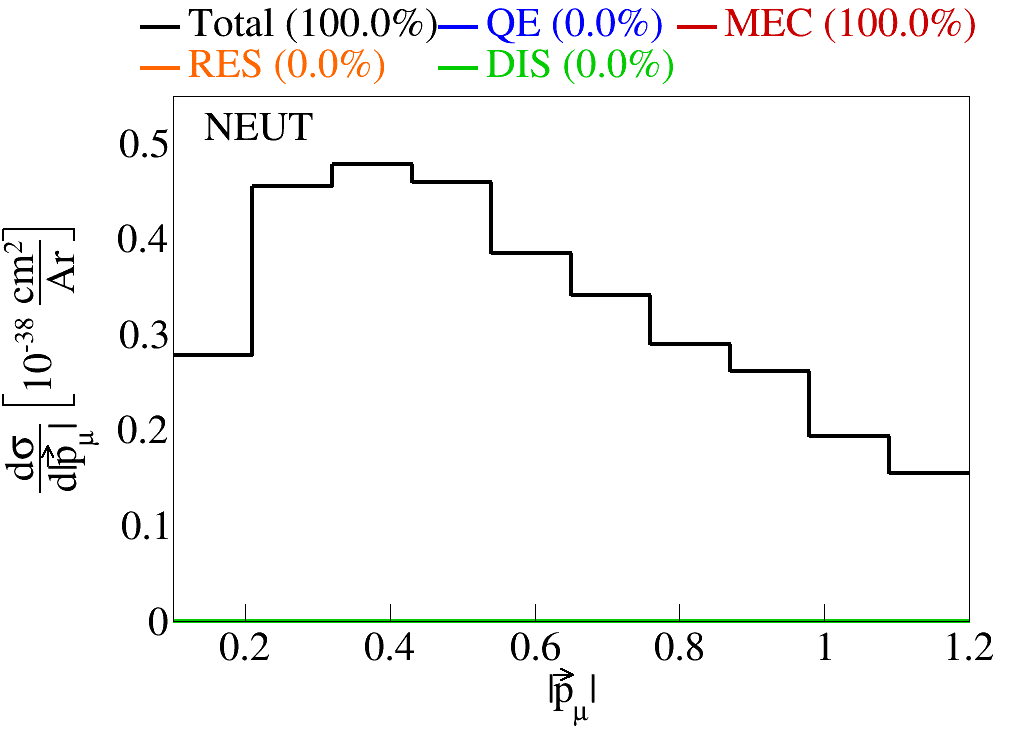 Total (100.0%) QE (0.0%) MEC (100.0%)
RES (0.0%) DIS (0.0%)
NEUT
0.5
0.4
0.3
0.2
0.1
0
0.2 0.4 0.6 0.8 1 1.2
|p⃗_μ|
dσ/d|p⃗_μ| [10^-38 cm²/Ar]